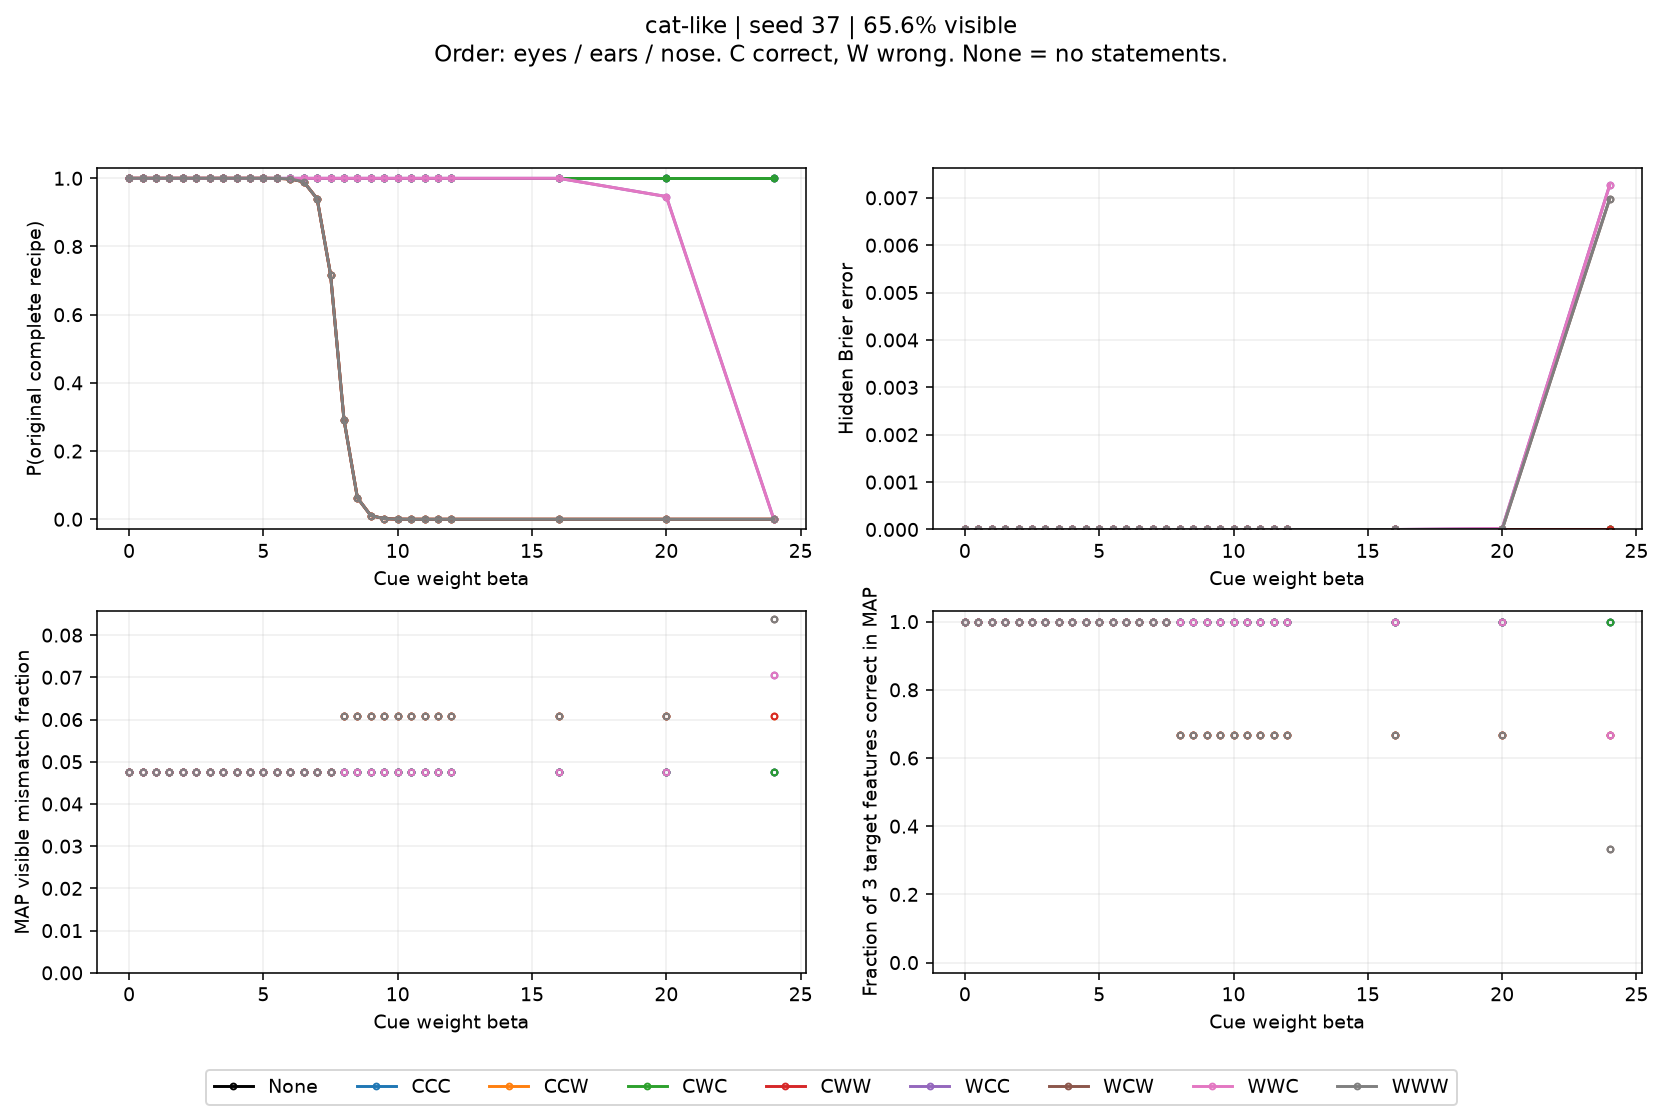 cat-like | seed 37 | 65.6% visible
Order: eyes / ears / nose. C correct, W wrong. None = no statements.
P(original complete recipe)
1.0
0.8
0.6
0.4
0.2
0.0
0 5 10 15 20 25
Cue weight beta
Hidden Brier error
0.007
0.006
0.005
0.004
0.003
0.002
0.001
0.000
0 5 10 15 20 25
Cue weight beta
MAP visible mismatch fraction
0.08
0.07
0.06
0.05
0.04
0.03
0.02
0.01
0.00
0 5 10 15 20 25
Cue weight beta
Fraction of 3 target features correct in MAP
1.0
0.8
0.6
0.4
0.2
0.0
0 5 10 15 20 25
Cue weight beta
None CCC CCW CWC CWW WCC WCW WWC WWW